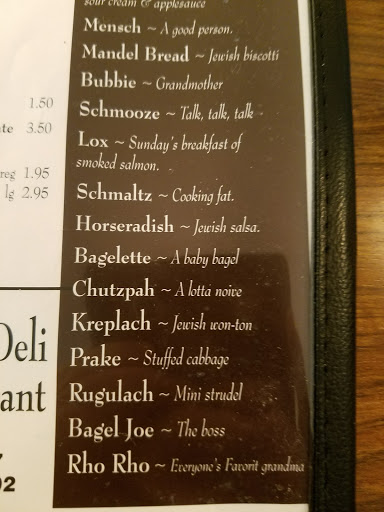 sour cream & applesauce
Mensch ~ A good person.
Mandel Bread ~ Jewish biscotti
Bubbie ~ Grandmother
Schmooze ~ Talk, talk, talk
Lox ~ Sunday's breakfast of
smoked salmon.
Schmaltz ~ Cooking fat.
Horseradish ~ Jewish salsa.
Bagelette ~ A baby bagel
Chutzpah ~ A lotta noive
Kreplach ~ Jewish won-ton
Prake ~ Stuffed cabbage
Rugulach ~ Mini strudel
Bagel Joe ~ The boss
Rho Rho ~ Everyone's Favorit grandma
1.50
3.50
reg 1.95
lg 2.95
Deli